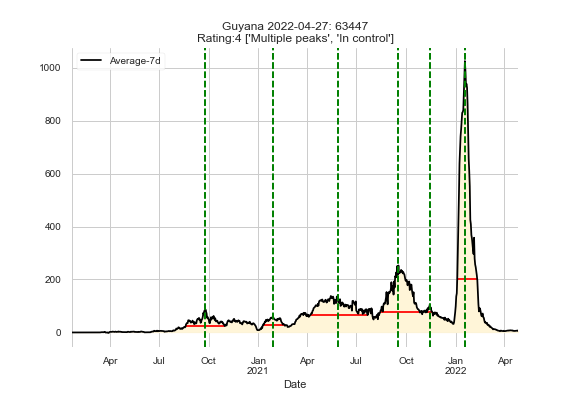 Guyana 2022-04-27: 63447
Rating:4 ['Multiple peaks', 'In control']
Average-7d
1000
800
600
400
200
0
Apr Jul Oct Jan Apr Jul Oct Jan Apr
2021 2022
Date